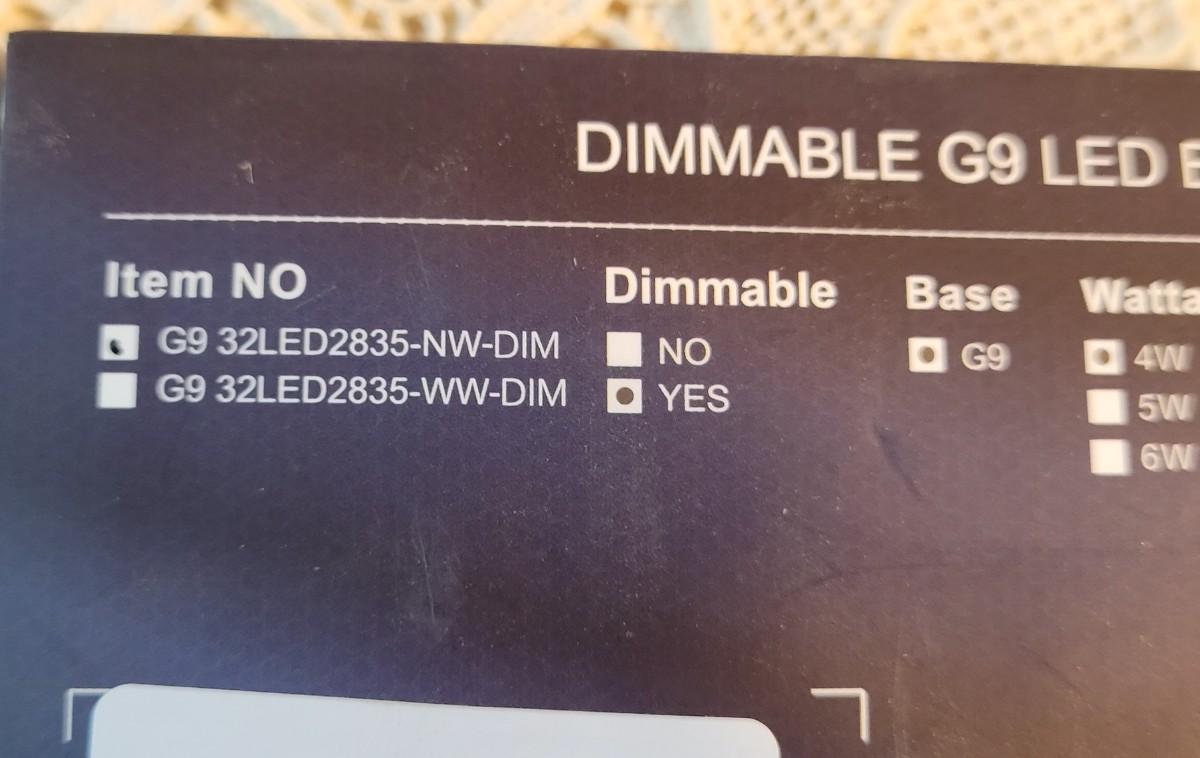 DIMMABLE G9 LED
Item NO
G9 32LED2835-NW-DIM
G9 32LED2835-WW-DIM
Dimmable
NO
YES
Base
G9
Watta
4W
5W
6W